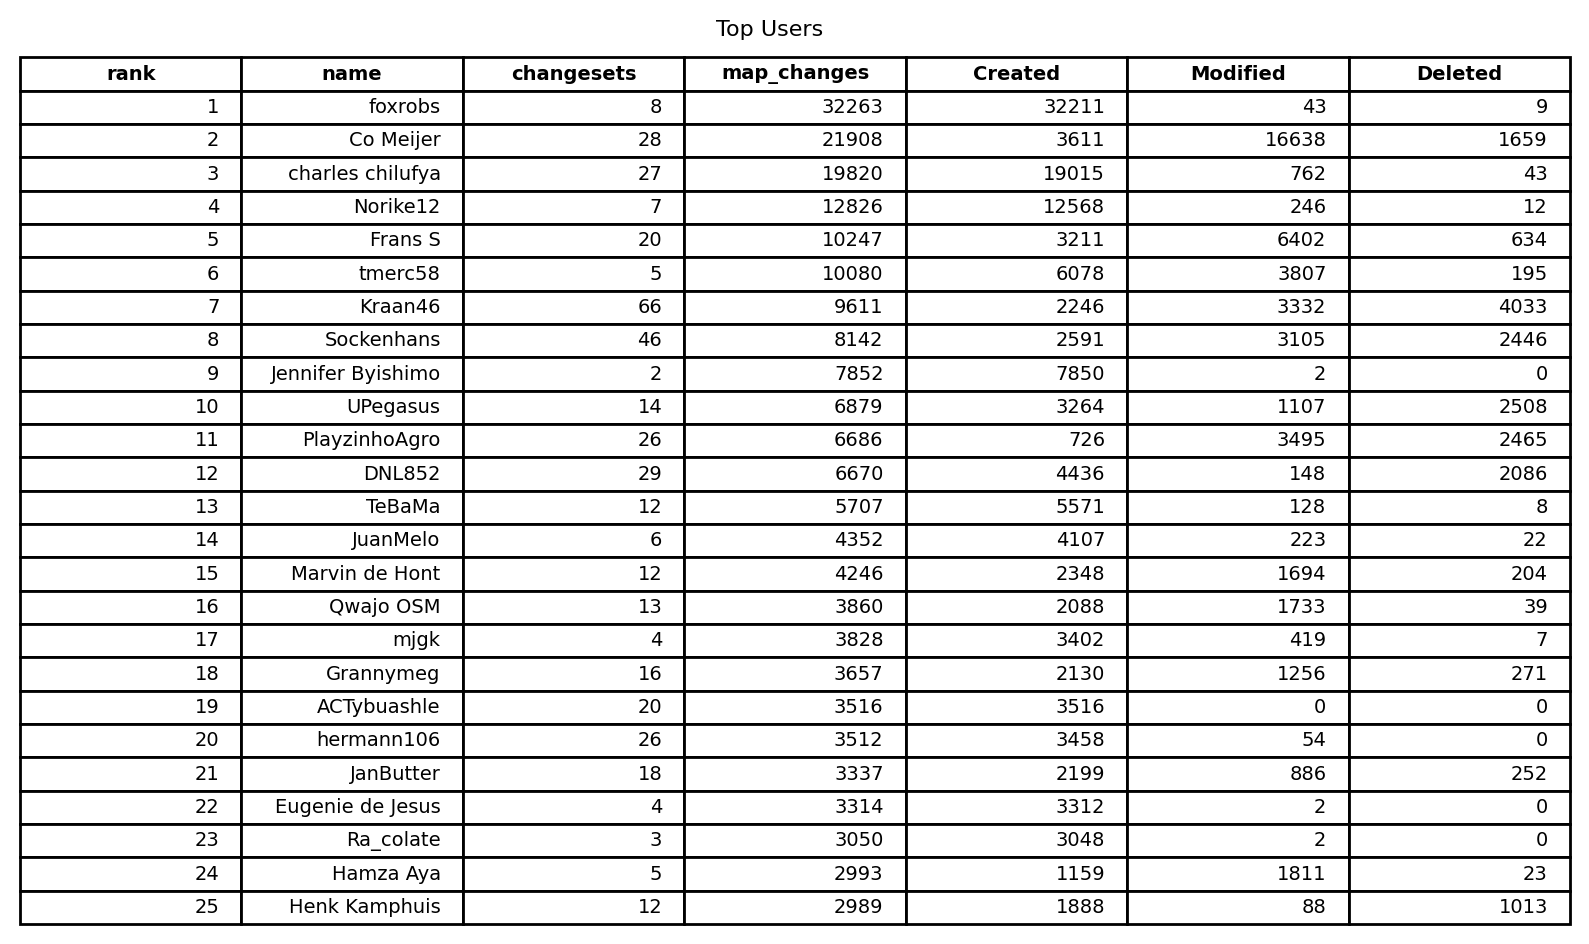 Top Users
rank name changesets map_changes Created Modified Deleted
1 foxrobs 8 32263 32211 43 9
2 Co Meijer 28 21908 3611 16638 1659
3 charles chilufya 27 19820 19015 762 43
4 Norike12 7 12826 12568 246 12
5 Frans S 20 10247 3211 6402 634
6 tmerc58 5 10080 6078 3807 195
7 Kraan46 66 9611 2246 3332 4033
8 Sockenhans 46 8142 2591 3105 2446
9 Jennifer Byishimo 2 7852 7850 2 0
10 UPegasus 14 6879 3264 1107 2508
11 PlayzinhoAgro 26 6686 726 3495 2465
12 DNL852 29 6670 4436 148 2086
13 TeBaMa 12 5707 5571 128 8
14 JuanMelo 6 4352 4107 223 22
15 Marvin de Hont 12 4246 2348 1694 204
16 Qwajo OSM 13 3860 2088 1733 39
17 mjgk 4 3828 3402 419 7
18 Grannymeg 16 3657 2130 1256 271
19 ACTybuashle 20 3516 3516 0 0
20 hermann106 26 3512 3458 54 0
21 JanButter 18 3337 2199 886 252
22 Eugenie de Jesus 4 3314 3312 2 0
23 Ra_colate 3 3050 3048 2 0
24 Hamza Aya 5 2993 1159 1811 23
25 Henk Kamphuis 12 2989 1888 88 1013